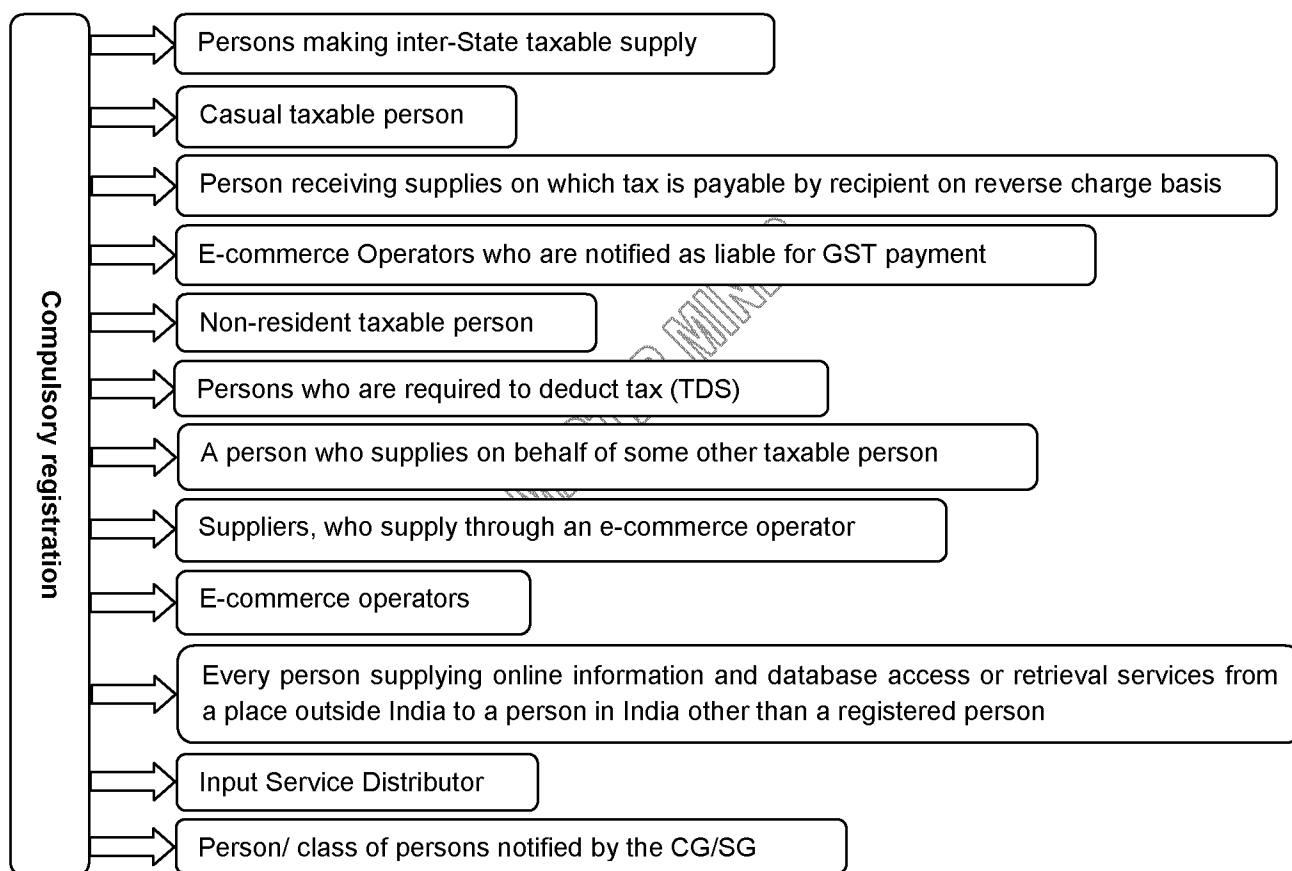 Compulsory registration
Persons making inter-State taxable supply
Casual taxable person
Person receiving supplies on which tax is payable by recipient on reverse charge basis
E-commerce Operators who are notified as liable for GST payment
Non-resident taxable person
Persons who are required to deduct tax (TDS)
A person who supplies on behalf of some other taxable person
Suppliers, who supply through an e-commerce operator
E-commerce operators
Every person supplying online information and database access or retrieval services from
a place outside India to a person in India other than a registered person
Input Service Distributor
Person/ class of persons notified by the CG/SG